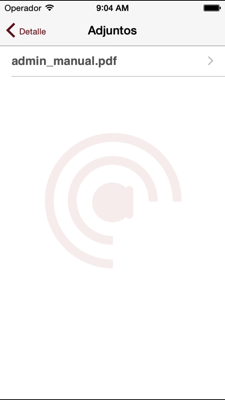 Operador 9:04 AM
Detalle Adjuntos
admin_manual.pdf